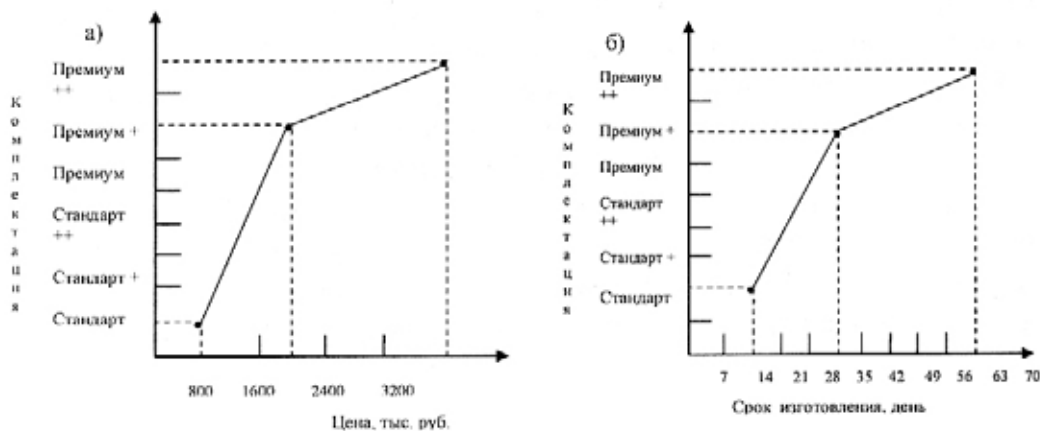 а)
Комплектация
Премиум
++
Премиум +
Премиум
Стандарт
++
Стандарт +
Стандарт
800 1600 2400 3200
Цена, тыс. руб.
б)
Комплектация
Премиум
++
Премиум +
Премиум
Стандарт
++
Стандарт +
Стандарт
7 14 21 28 35 42 49 56 63 70
Срок изготовления, день